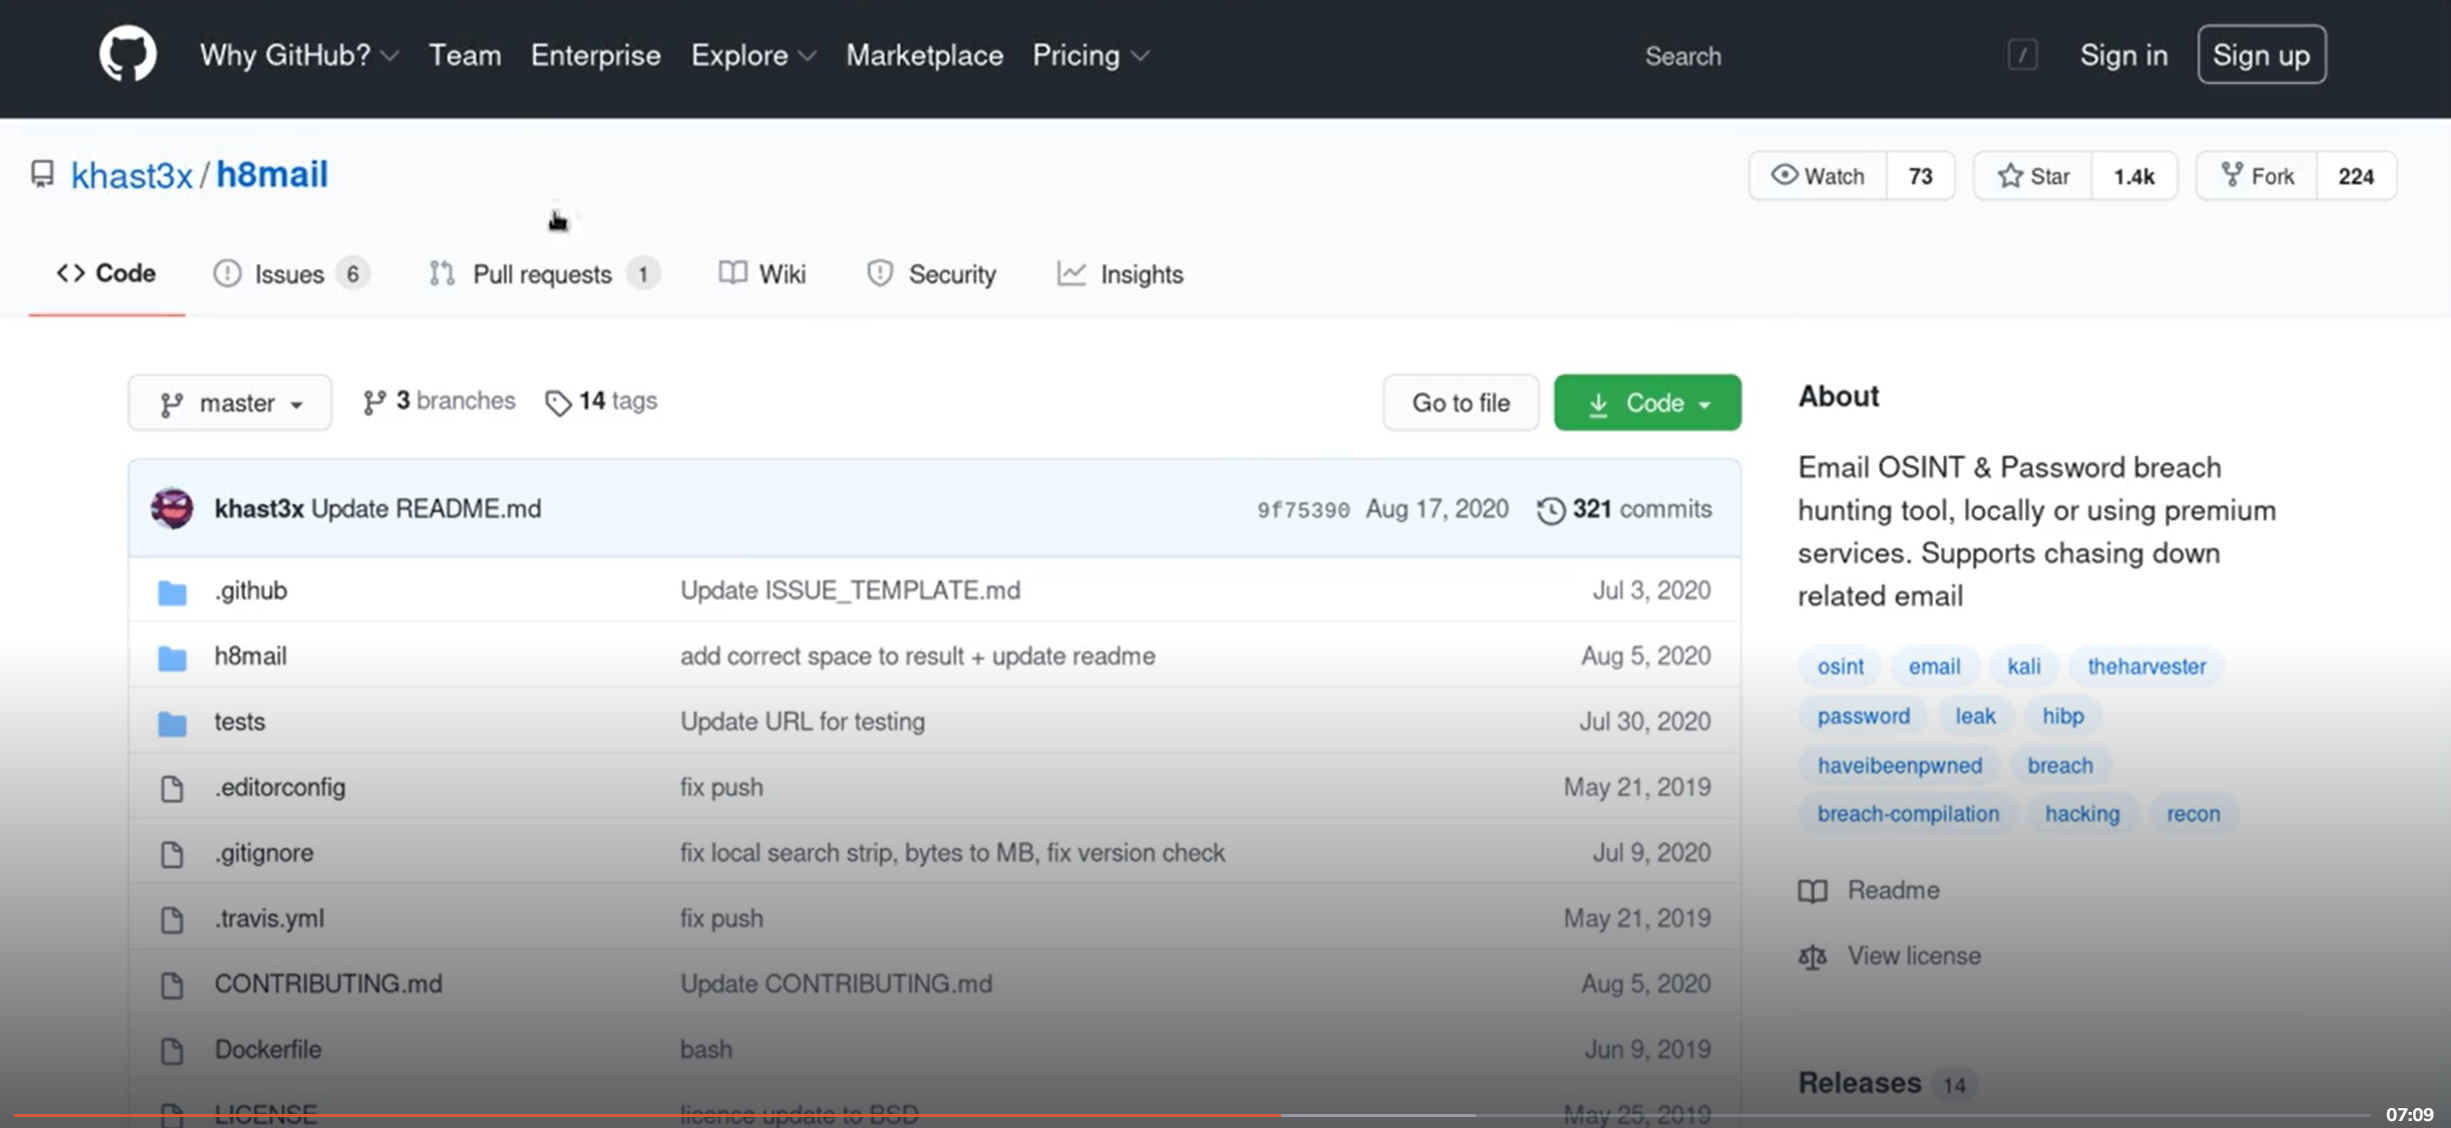 Why GitHub? Team Enterprise Explore Marketplace Pricing Search / Sign in Sign up
khast3x / h8mail Watch 73 Star 1.4k Fork 224
Code Issues 6 Pull requests 1 Wiki Security Insights
master 3 branches 14 tags Go to file Code
khast3x Update README.md 9f75390 Aug 17, 2020 321 commits
.github Update ISSUE_TEMPLATE.md Jul 3, 2020
h8mail add correct space to result + update readme Aug 5, 2020
tests Update URL for testing Jul 30, 2020
.editorconfig fix push May 21, 2019
.gitignore fix local search strip, bytes to MB, fix version check Jul 9, 2020
.travis.yml fix push May 21, 2019
CONTRIBUTING.md Update CONTRIBUTING.md Aug 5, 2020
Dockerfile bash Jun 9, 2019
LICENSE licence update to BSD May 25, 2019
About
Email OSINT & Password breach
hunting tool, locally or using premium
services. Supports chasing down
related email
osint email kali theharvester
password leak hibp
haveibeenpwned breach
breach-compilation hacking recon
Readme
View license
Releases 14
07:09